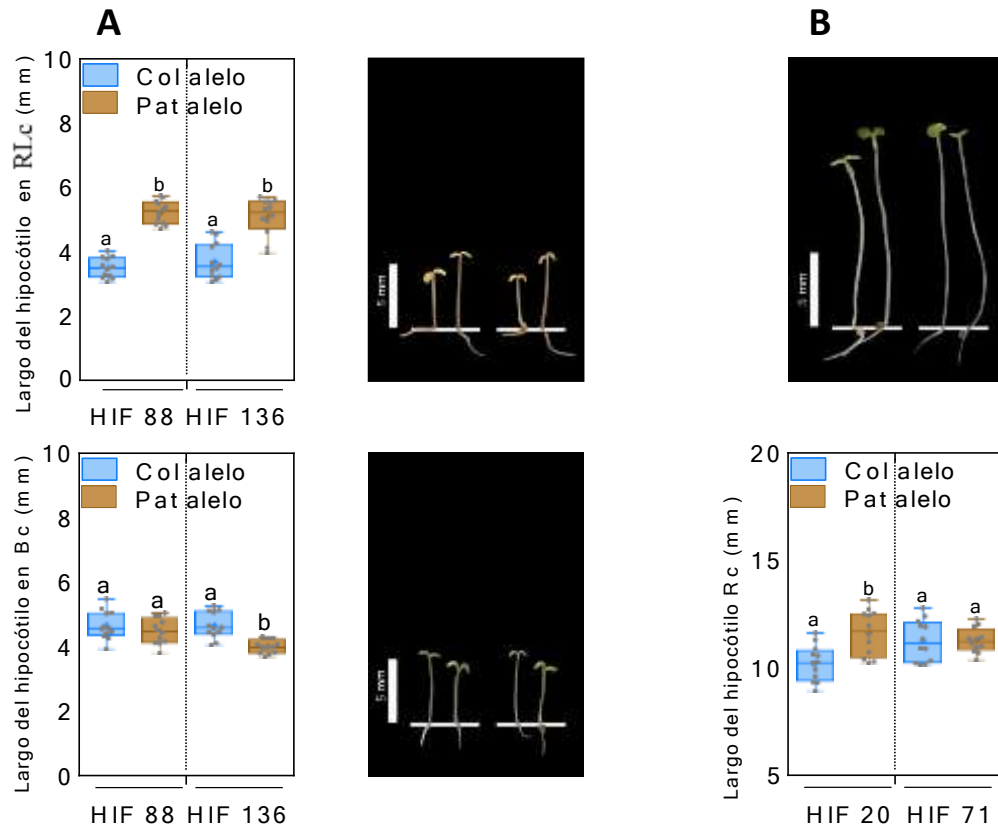 A
Largo del hipocótilo en RLc (mm)
10
8
6
4
2
0
Col alelo
Pat alelo
a
b
a
b
HIF 88 HIF 136
5 mm
Largo del hipocótilo en Bc (mm)
10
8
6
4
2
0
Col alelo
Pat alelo
a
a
a
b
HIF 88 HIF 136
5 mm
B
5 mm
Largo del hipocótilo Rc (mm)
20
15
10
5
Col alelo
Pat alelo
a
b
a
a
HIF 20 HIF 71